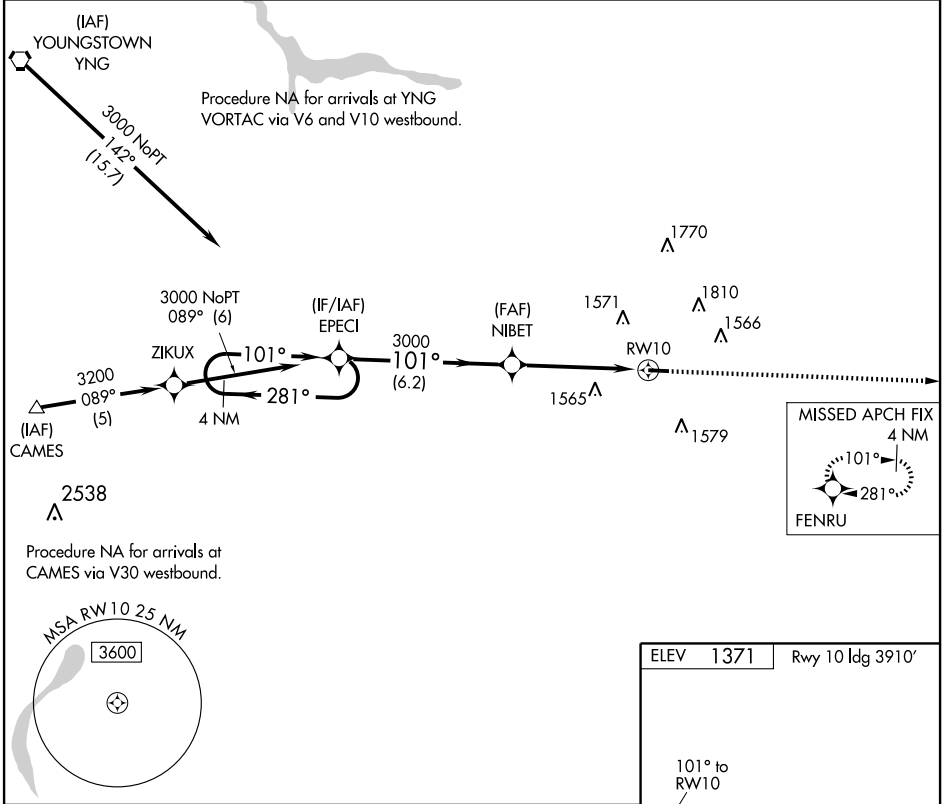 (IAF)
YOUNGSTOWN
YNG
Procedure NA for arrivals at YNG
VORTAC via V6 and V10 westbound.
3000 NoPT
142°
(15.7)
1770
3000 NoPT
089° (6)
(IF/IAF)
EPECI
(FAF)
NIBET
1571
1810
1566
ZIKUX
101°
3000
101°
(6.2)
RW10
3200
089°
(5)
281°
4 NM
1565
(IAF)
CAMES
1579
MISSED APCH FIX
4 NM
101°
281°
FENRU
2538
Procedure NA for arrivals at
CAMES via V30 westbound.
MSA RW10 25 NM
3600
ELEV 1371
Rwy 10 ldg 3910'
101° to
RW10